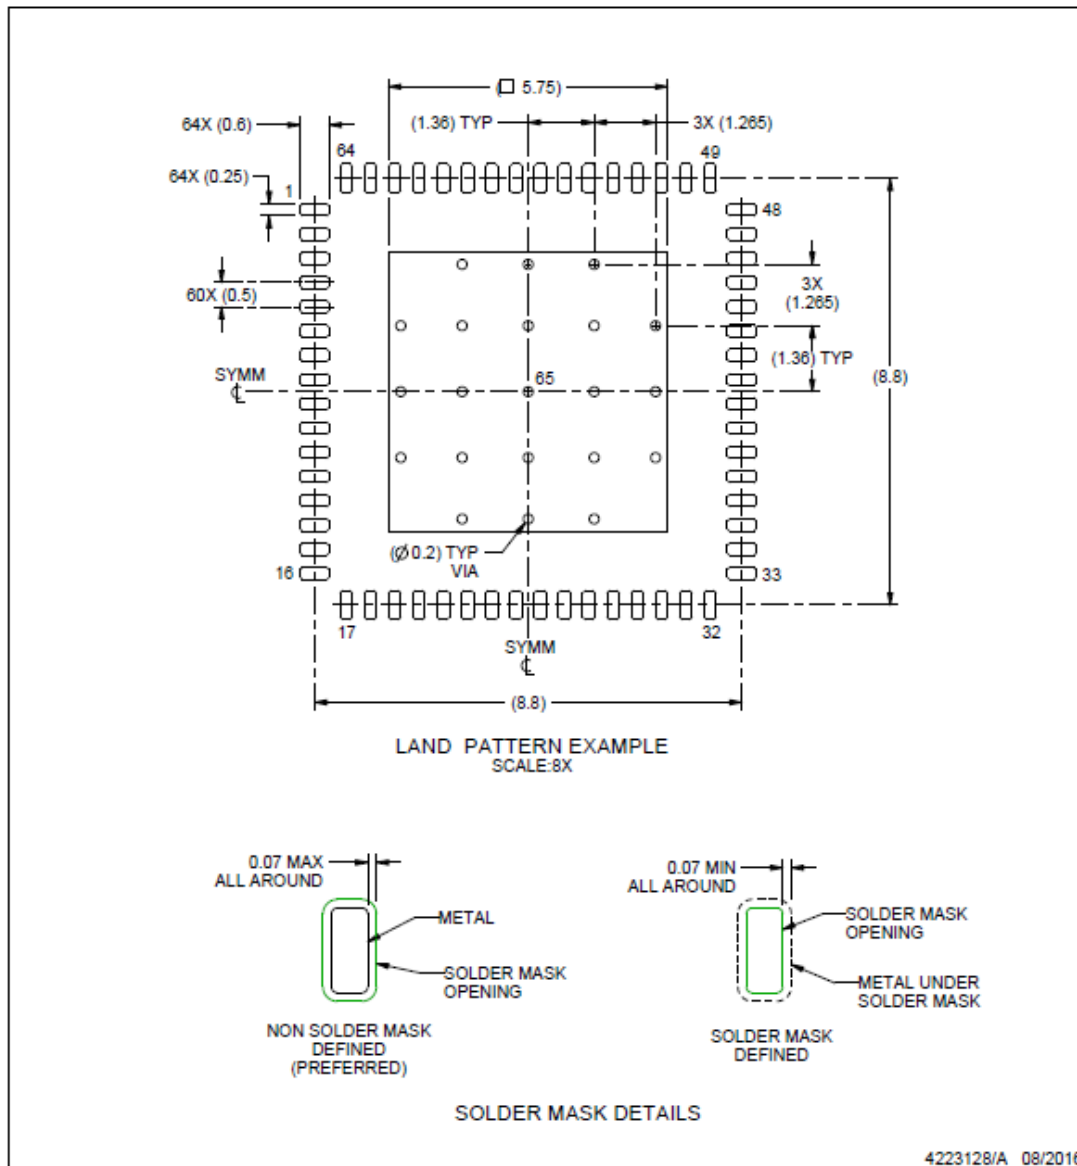 (□ 5.75)
(1.36) TYP
3X (1.265)
64X (0.6)
64
49
64X (0.25)
1
48
3X
(1.265)
60X (0.5)
(1.36) TYP
SYMM
℄
65
(8.8)
(Ø0.2) TYP
VIA
16
33
17
32
SYMM
℄
(8.8)
LAND PATTERN EXAMPLE
SCALE:8X
0.07 MAX
ALL AROUND
METAL
SOLDER MASK
OPENING
NON SOLDER MASK
DEFINED
(PREFERRED)
0.07 MIN
ALL AROUND
SOLDER MASK
OPENING
METAL UNDER
SOLDER MASK
SOLDER MASK
DEFINED
SOLDER MASK DETAILS
4223128/A 08/2016